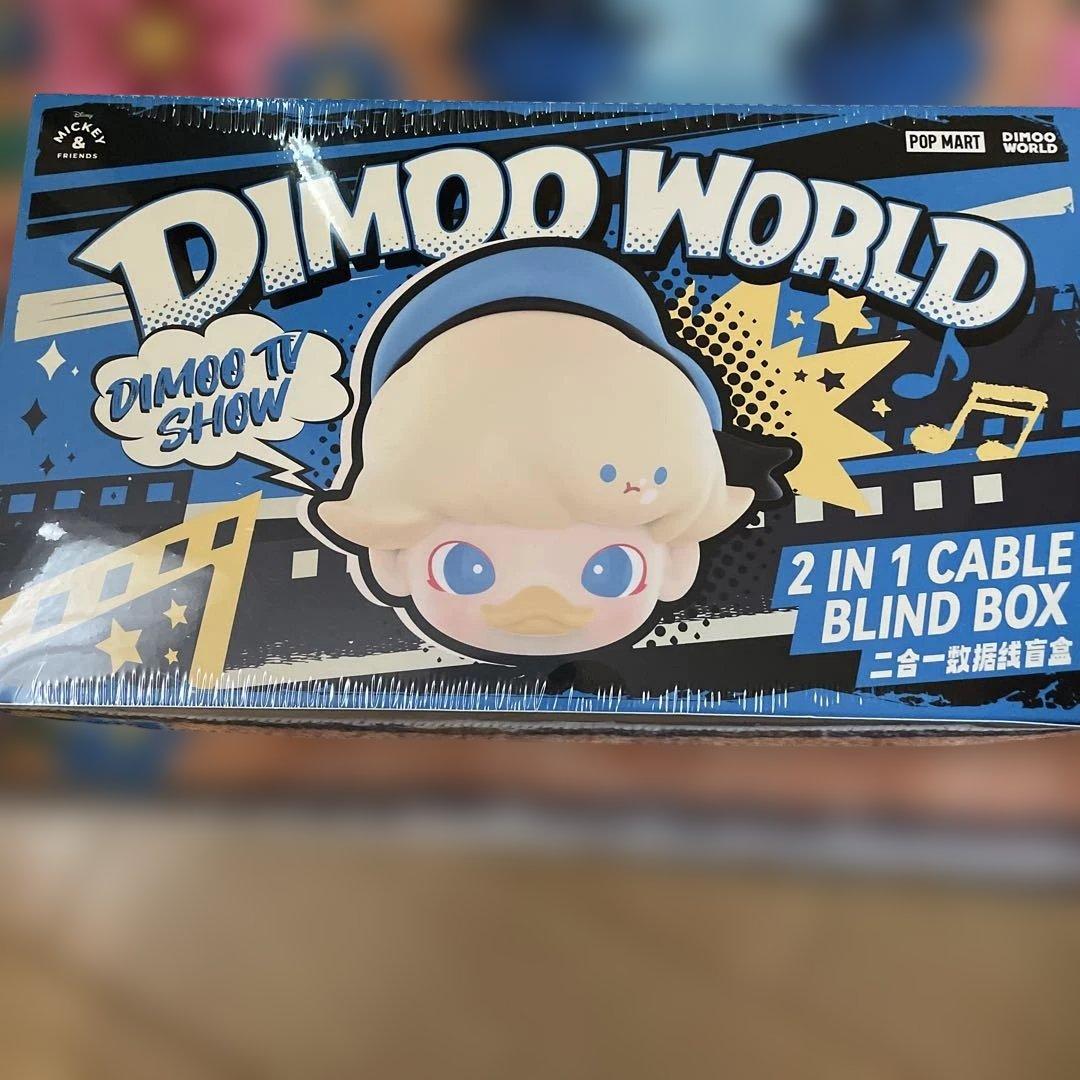 Disney
MICKEY
&
FRIENDS
POP MART
DIMOO
WORLD
DIMOO WORLD
DIMOO TV
SHOW
2 IN 1 CABLE
BLIND BOX
二合一数据线盲盒